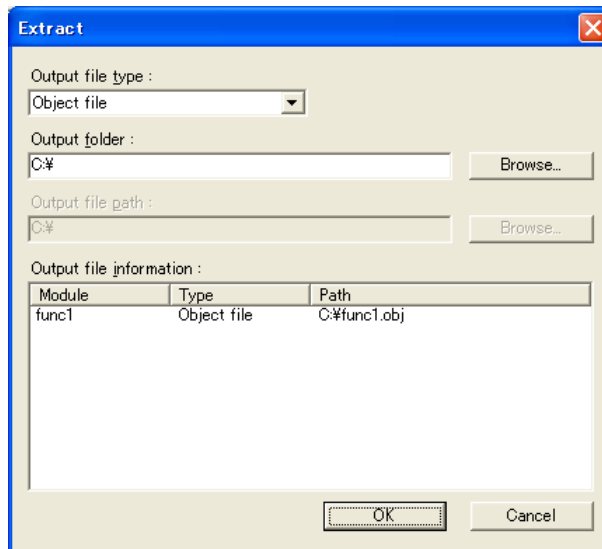 Extract
Output file type :
Object file
Output folder :
C:¥
Browse...
Output file path :
C:¥
Browse...
Output file information :
Module Type Path
func1 Object file C:¥func1.obj
OK Cancel